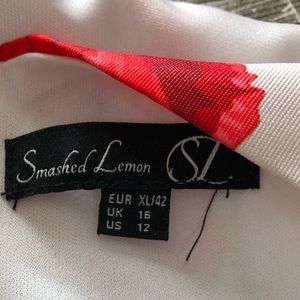 Smashed Lemon SL
EUR XL/42
UK 16
US 12